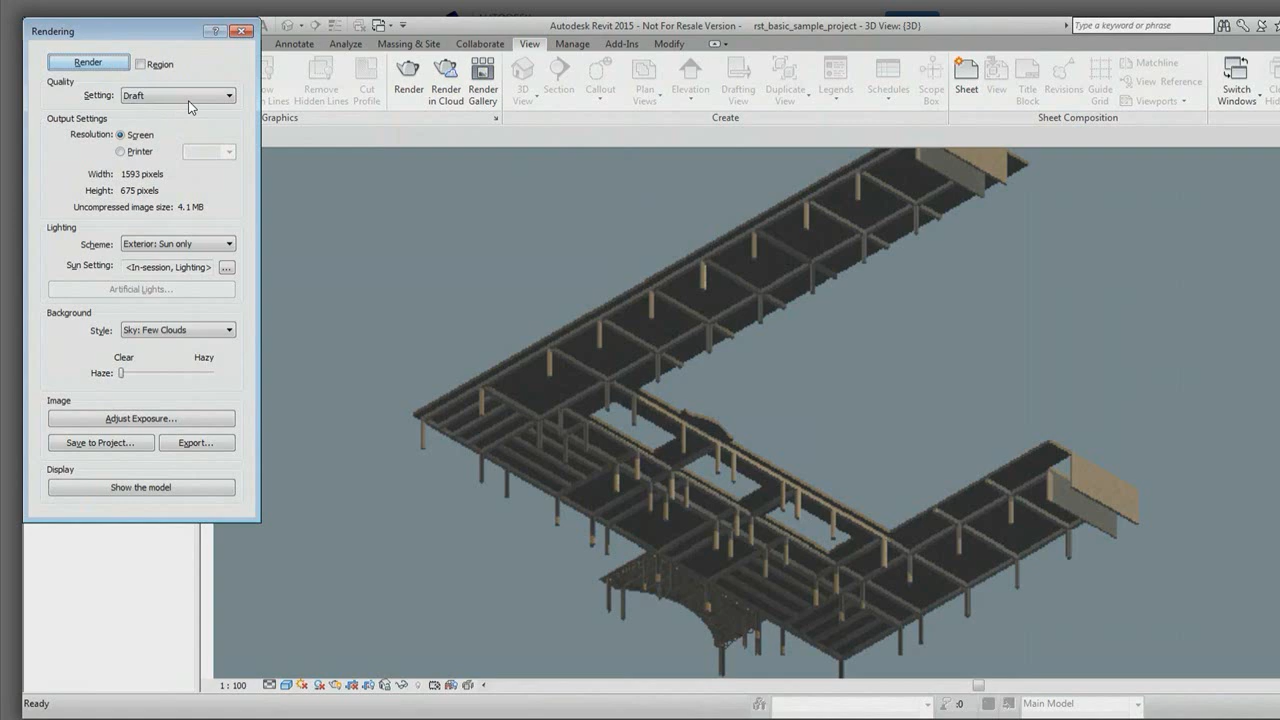 Rendering
Render
Region
Quality
Setting: Draft
Output Settings
Resolution: Screen
Printer
Width: 1593 pixels
Height: 675 pixels
Uncompressed image size: 4.1 MB
Lighting
Scheme: Exterior: Sun only
Sun Setting: <In-session, Lighting> ...
Artificial Lights...
Background
Style: Sky: Few Clouds
Clear Hazy
Haze:
Image
Adjust Exposure...
Save to Project... Export...
Display
Show the model
Autodesk Revit 2015 - Not For Resale Version - rst_basic_sample_project - 3D View: {3D}
Type a keyword or phrase
Annotate Analyze Massing & Site Collaborate View Manage Add-Ins Modify
Remove Hidden Lines
Cut Profile
Render
Render in Cloud
Render Gallery
3D View
Section
Callout
Plan Views
Elevation
Drafting View
Duplicate View
Legends
Schedules
Scope Box
Sheet
View
Title Block
Revisions
Guide Grid
Matchline
View Reference
Viewports
Switch Windows
Create
Sheet Composition
1 : 100
Ready
:0
Main Model